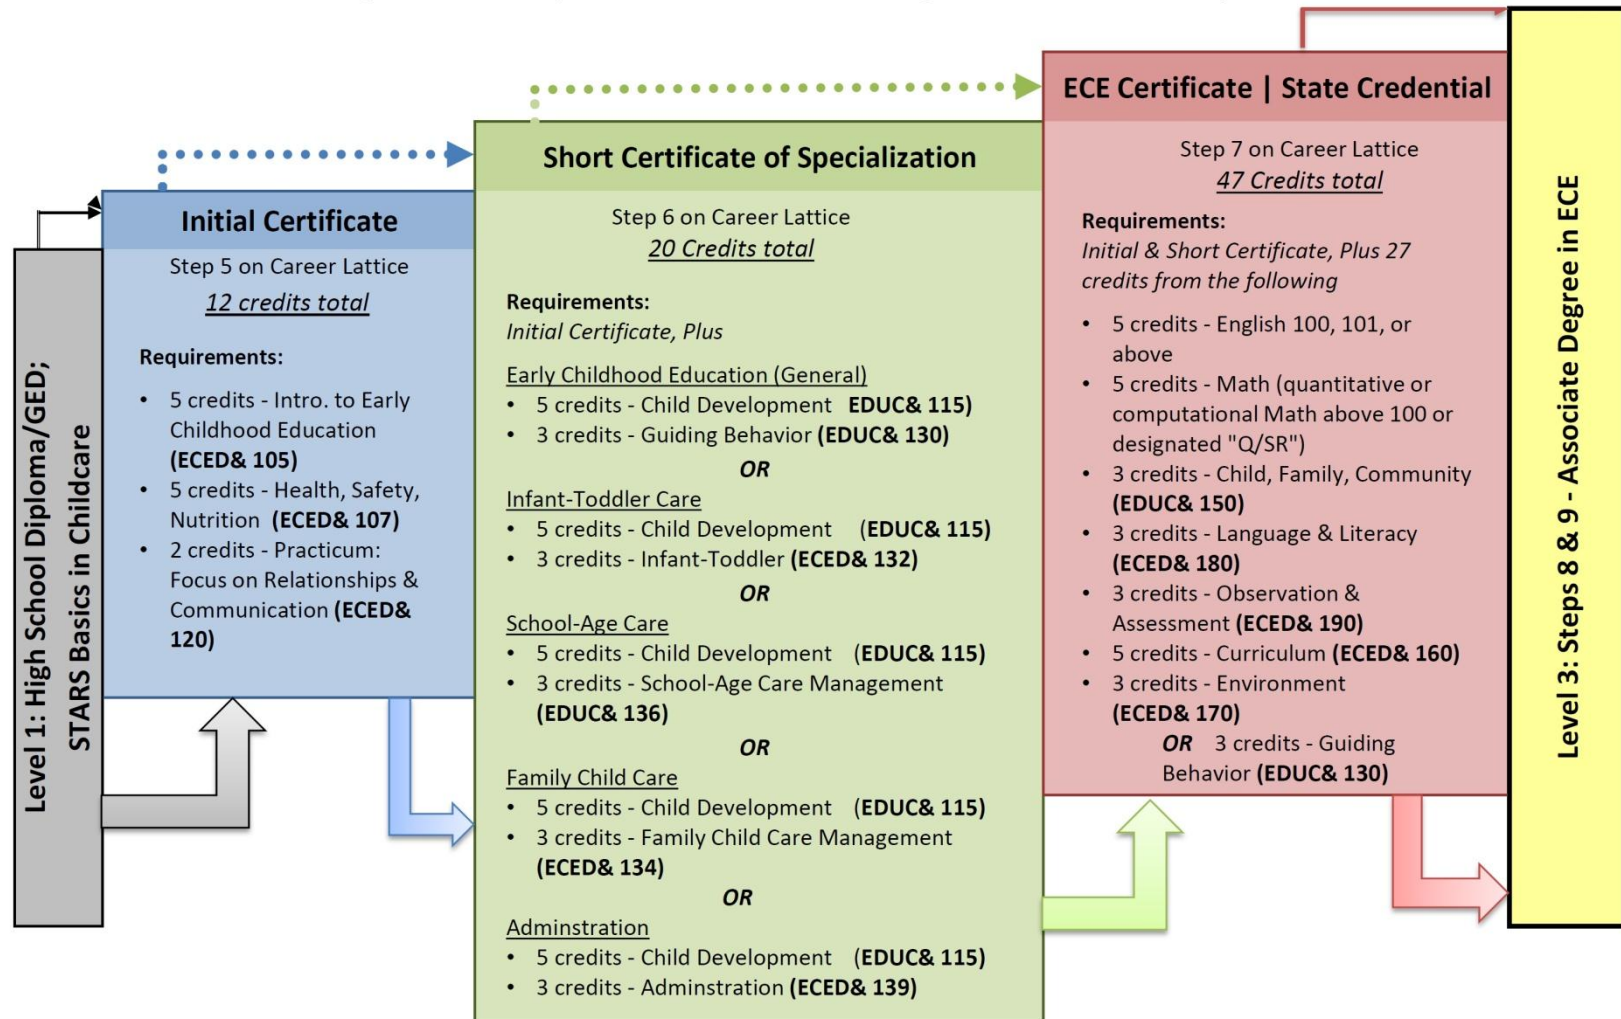 Level 1: High School Diploma/GED;
STARS Basics in Childcare
Initial Certificate
Step 5 on Career Lattice
12 credits total
Requirements:
• 5 credits - Intro. to Early
Childhood Education
(ECED& 105)
• 5 credits - Health, Safety,
Nutrition (ECED& 107)
• 2 credits - Practicum:
Focus on Relationships &
Communication (ECED&
120)
Short Certificate of Specialization
Step 6 on Career Lattice
20 Credits total
Requirements:
Initial Certificate, Plus
Early Childhood Education (General)
• 5 credits - Child Development EDUC& 115)
• 3 credits - Guiding Behavior (EDUC& 130)
OR
Infant-Toddler Care
• 5 credits - Child Development (EDUC& 115)
• 3 credits - Infant-Toddler (ECED& 132)
OR
School-Age Care
• 5 credits - Child Development (EDUC& 115)
• 3 credits - School-Age Care Management
(EDUC& 136)
OR
Family Child Care
• 5 credits - Child Development (EDUC& 115)
• 3 credits - Family Child Care Management
(ECED& 134)
OR
Adminstration
• 5 credits - Child Development (EDUC& 115)
• 3 credits - Adminstration (ECED& 139)
ECE Certificate | State Credential
Step 7 on Career Lattice
47 Credits total
Requirements:
Initial & Short Certificate, Plus 27
credits from the following
• 5 credits - English 100, 101, or
above
• 5 credits - Math (quantitative or
computational Math above 100 or
designated "Q/SR")
• 3 credits - Child, Family, Community
(EDUC& 150)
• 3 credits - Language & Literacy
(ECED& 180)
• 3 credits - Observation &
Assessment (ECED& 190)
• 5 credits - Curriculum (ECED& 160)
• 3 credits - Environment
(ECED& 170)
OR 3 credits - Guiding
Behavior (EDUC& 130)
Level 3: Steps 8 & 9 - Associate Degree in ECE